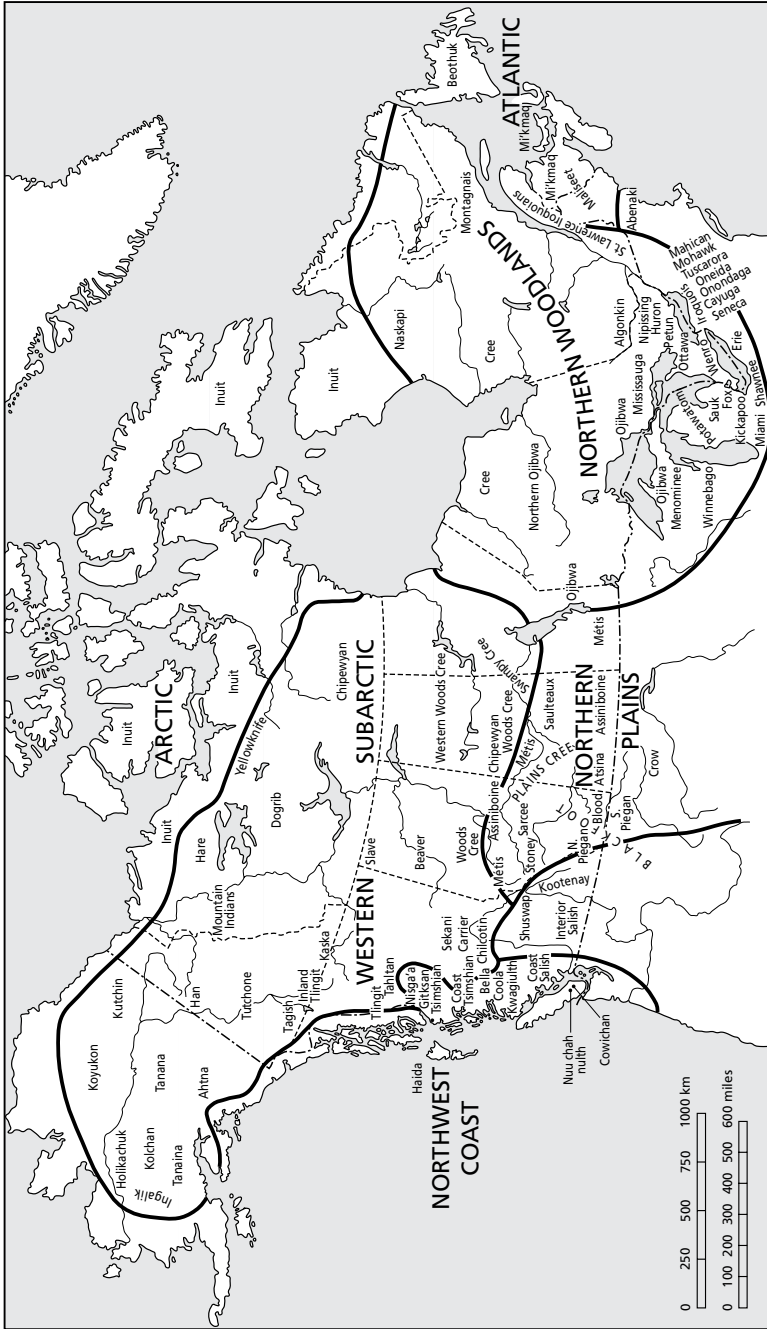 ARCTIC
Inuit
Inuit
Inuit
Inuit
Inuit
WESTERN SUBARCTIC
Koyukon
Kutchin
Holikachuk
Kolchan
Tanaina
Ingalik
Tanana
Ahtna
Han
Tutchone
Tagish
Inland
Tlingit
Kaska
Mountain
Indians
Hare
Yellowknife
Dogrib
Slave
Chipewyan
Tahltan
Sekani
Carrier
Chilcotin
Beaver
Woods
Cree
Western Woods Cree
Assiniboine
Chipewyan
Woods Cree
Swampy Cree
Métis
Métis
NORTHWEST
COAST
Tlingit
Haida
Nisga'a
Gitksan
Tsimshian
Coast
Tsimshian
Bella
Coola
Kwagiulth
Coast
Salish
Nuu chah
nulth
Cowichan
Shuswap
Interior
Salish
Kootenay
NORTHERN
PLAINS
Stoney
Sarcee
PLAINS CREE
Saulteaux
Assiniboine
Atsina
Blood
N.
Piegan
S.
Piegan
BLACKFOOT
Crow
Métis
Ojibwa
NORTHERN WOODLANDS
Naskapi
Cree
Montagnais
Cree
Northern Ojibwa
Ojibwa
Mississauga
Algonkin
Nipissing
Huron
Petun
Ottawa
Wenro
Erie
Ojibwa
Menominee
Winnebago
Potawatomi
Sauk
Fox
Kickapoo
Miami
Shawnee
Iroquois
Mahican
Mohawk
Tuscarora
Oneida
Onondaga
Cayuga
Seneca
St. Lawrence Iroquoians
ATLANTIC
Beothuk
Mi'kmaq
Mi'kmaq
Maliseet
Abenaki
0 250 500 750 1000 km
0 100 200 300 400 500 600 miles